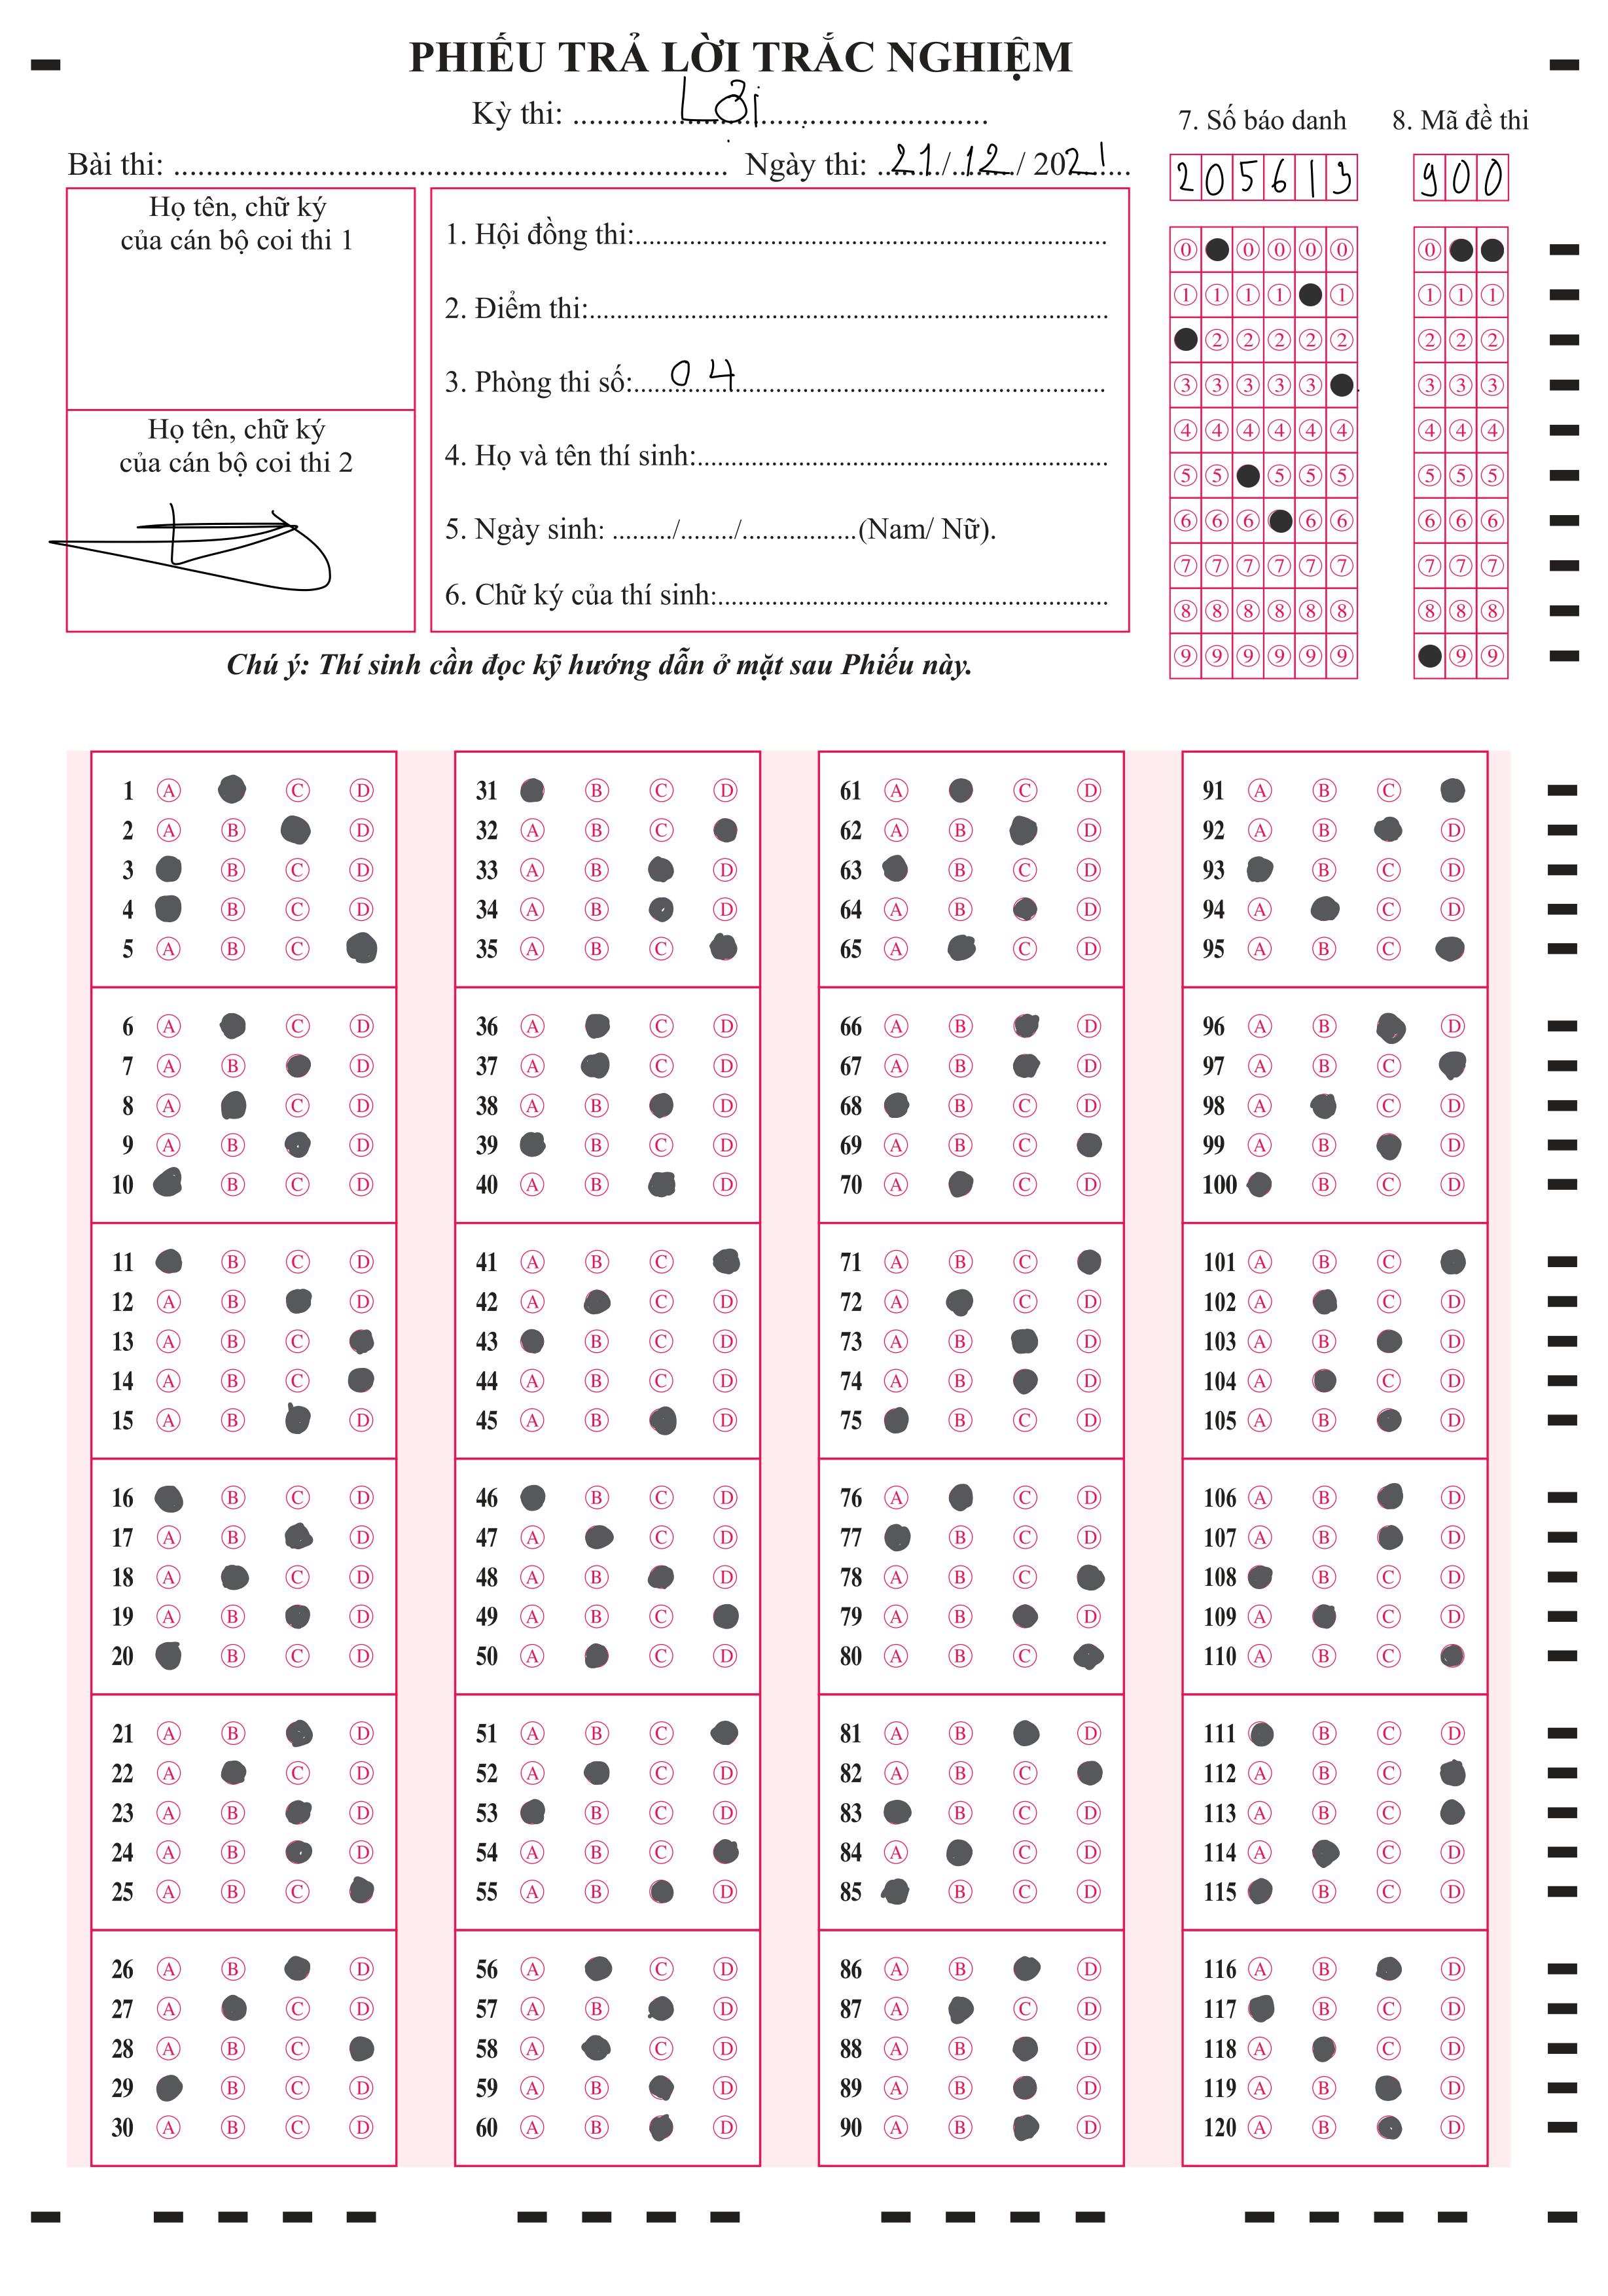 PHIẾU TRẢ LỜI TRẮC NGHIỆM
Kỳ thi: ..................Lời..................
Bài thi: .................................... Ngày thi: ..21../..12../ 2021....
Họ tên, chữ ký
của cán bộ coi thi 1
Họ tên, chữ ký
của cán bộ coi thi 2
1. Hội đồng thi:....................................
2. Điểm thi:....................................
3. Phòng thi số:....04....................................
4. Họ và tên thí sinh:....................................
5. Ngày sinh: ........./......../.................(Nam/ Nữ).
6. Chữ ký của thí sinh:....................................
Chú ý: Thí sinh cần đọc kỹ hướng dẫn ở mặt sau Phiếu này.
7. Số báo danh
2 0 5 6 1 3
0 0 0 0 0
1 1 1 1 1
2 2 2 2 2
3 3 3 3 3
4 4 4 4 4 4
5 5 5 5 5
6 6 6 6 6
7 7 7 7 7 7
8 8 8 8 8 8
9 9 9 9 9 9
8. Mã đề thi
9 0 0
0
1 1 1
2 2 2
3 3 3
4 4 4
5 5 5
6 6 6
7 7 7
8 8 8
9 9
1 A C D
2 A B D
3 B C D
4 B C D
5 A B C
6 A C D
7 A B D
8 A C D
9 A B D
10 B C D
11 B C D
12 A B D
13 A B C
14 A B C
15 A B D
16 B C D
17 A B D
18 A C D
19 A B D
20 B C D
21 A B D
22 A C D
23 A B D
24 A B D
25 A B C
26 A B D
27 A C D
28 A B C
29 B C D
30 A B C D
31 B C D
32 A B C
33 A B D
34 A B D
35 A B C
36 A C D
37 A C D
38 A B D
39 B C D
40 A B D
41 A B C
42 A C D
43 B C D
44 A B C D
45 A B D
46 B C D
47 A C D
48 A B D
49 A B C
50 A C D
51 A B C
52 A C D
53 B C D
54 A B C
55 A B D
56 A C D
57 A B D
58 A C D
59 A B D
60 A B D
61 A C D
62 A B D
63 B C D
64 A B D
65 A C D
66 A B D
67 A B D
68 B C D
69 A B C
70 A C D
71 A B C
72 A C D
73 A B D
74 A B D
75 B C D
76 A C D
77 B C D
78 A B C
79 A B D
80 A B C
81 A B D
82 A B C
83 B C D
84 A C D
85 B C D
86 A B D
87 A C D
88 A B D
89 A B D
90 A B D
91 A B C
92 A B D
93 B C D
94 A C D
95 A B C
96 A B D
97 A B C
98 A C D
99 A B D
100 B C D
101 A B C
102 A C D
103 A B D
104 A C D
105 A B D
106 A B D
107 A B D
108 B C D
109 A C D
110 A B C
111 B C D
112 A B C
113 A B C
114 A C D
115 B C D
116 A B D
117 B C D
118 A C D
119 A B D
120 A B D